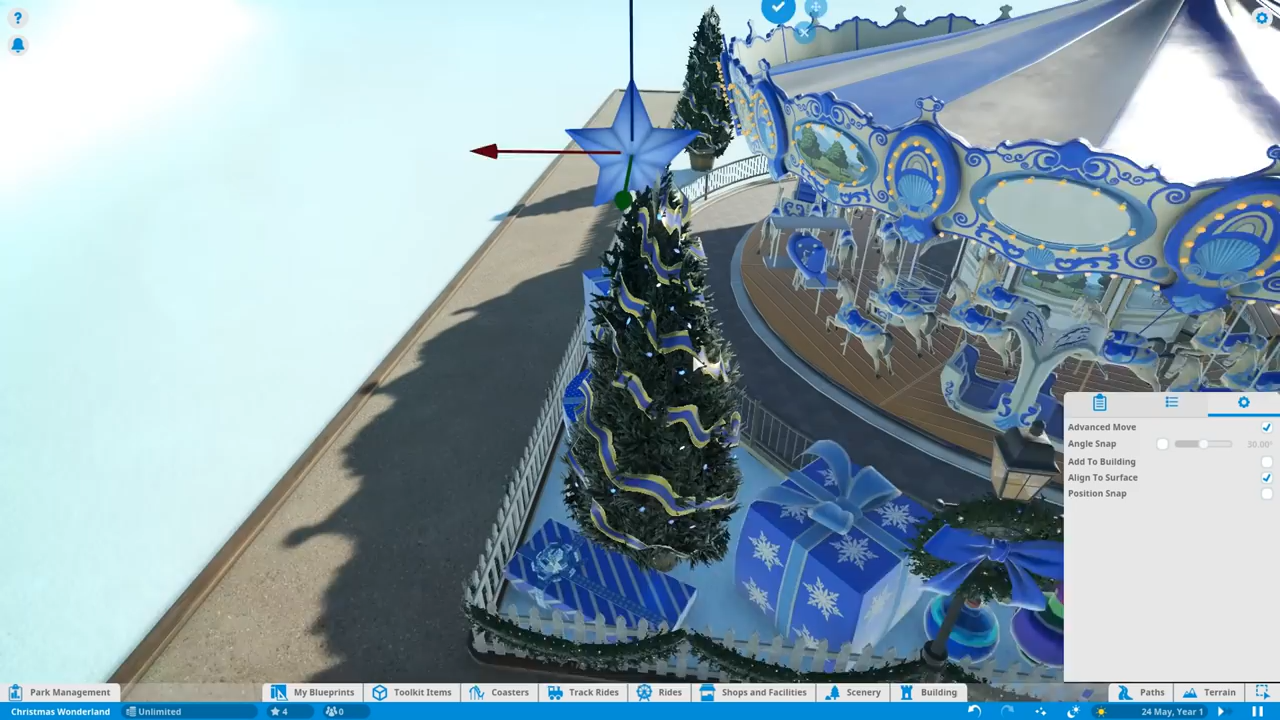 ?
Advanced Move
Angle Snap 30.00°
Add To Building
Align To Surface
Position Snap
Park Management
My Blueprints
Toolkit Items
Coasters
Track Rides
Rides
Shops and Facilities
Scenery
Building
Paths
Terrain
Christmas Wonderland
Unlimited
4
0
24 May, Year 1